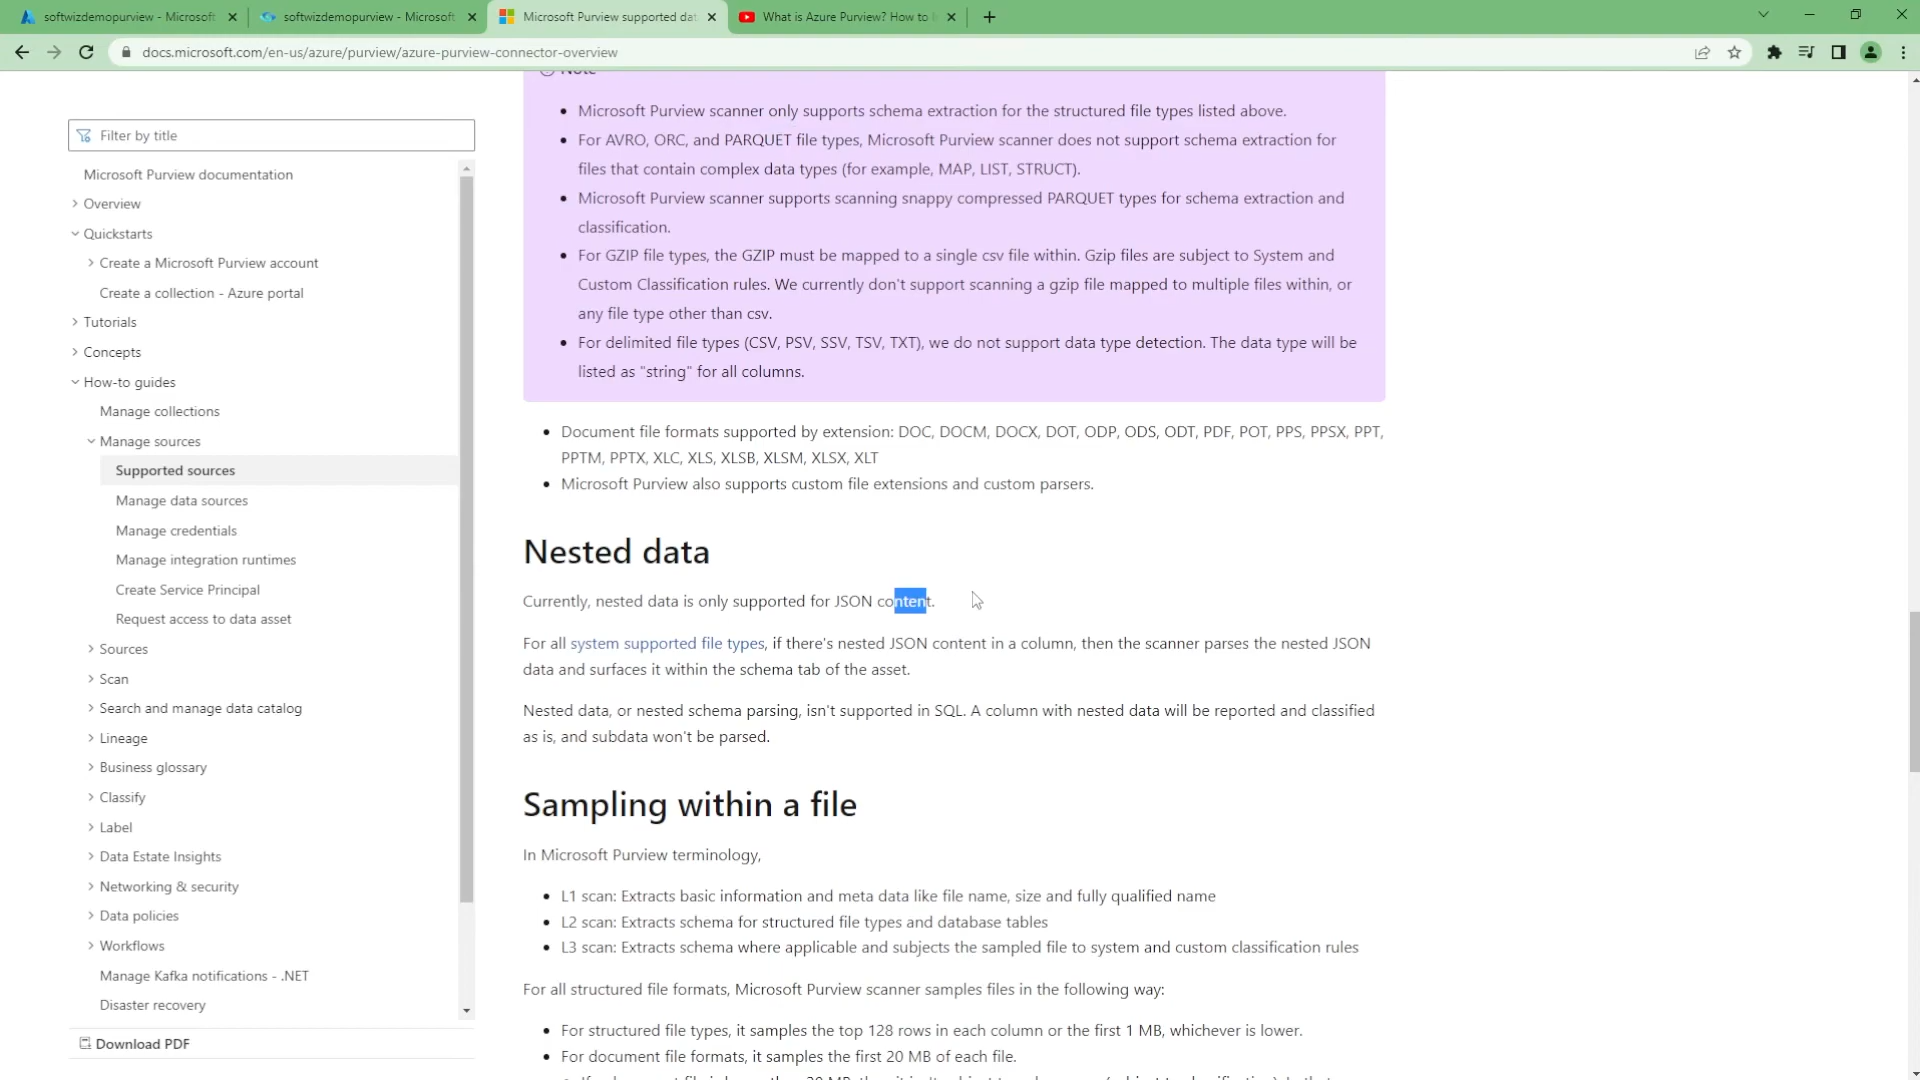 softwizdemopurview - Microsoft
softwizdemopurview - Microsoft
Microsoft Purview supported dat
What is Azure Purview? How to
docs.microsoft.com/en-us/azure/purview/azure-purview-connector-overview
Filter by title
Microsoft Purview documentation
Overview
Quickstarts
Create a Microsoft Purview account
Create a collection - Azure portal
Tutorials
Concepts
How-to guides
Manage collections
Manage sources
Supported sources
Manage data sources
Manage credentials
Manage integration runtimes
Create Service Principal
Request access to data asset
Sources
Scan
Search and manage data catalog
Lineage
Business glossary
Classify
Label
Data Estate Insights
Networking & security
Data policies
Workflows
Manage Kafka notifications - .NET
Disaster recovery
Download PDF
Note
• Microsoft Purview scanner only supports schema extraction for the structured file types listed above.
• For AVRO, ORC, and PARQUET file types, Microsoft Purview scanner does not support schema extraction for
files that contain complex data types (for example, MAP, LIST, STRUCT).
• Microsoft Purview scanner supports scanning snappy compressed PARQUET types for schema extraction and
classification.
• For GZIP file types, the GZIP must be mapped to a single csv file within. Gzip files are subject to System and
Custom Classification rules. We currently don't support scanning a gzip file mapped to multiple files within, or
any file type other than csv.
• For delimited file types (CSV, PSV, SSV, TSV, TXT), we do not support data type detection. The data type will be
listed as "string" for all columns.
• Document file formats supported by extension: DOC, DOCM, DOCX, DOT, ODP, ODS, ODT, PDF, POT, PPS, PPSX, PPT,
PPTM, PPTX, XLC, XLS, XLSB, XLSM, XLSX, XLT
• Microsoft Purview also supports custom file extensions and custom parsers.
Nested data
Currently, nested data is only supported for JSON content.
For all system supported file types, if there's nested JSON content in a column, then the scanner parses the nested JSON
data and surfaces it within the schema tab of the asset.
Nested data, or nested schema parsing, isn't supported in SQL. A column with nested data will be reported and classified
as is, and subdata won't be parsed.
Sampling within a file
In Microsoft Purview terminology,
• L1 scan: Extracts basic information and meta data like file name, size and fully qualified name
• L2 scan: Extracts schema for structured file types and database tables
• L3 scan: Extracts schema where applicable and subjects the sampled file to system and custom classification rules
For all structured file formats, Microsoft Purview scanner samples files in the following way:
• For structured file types, it samples the top 128 rows in each column or the first 1 MB, whichever is lower.
• For document file formats, it samples the first 20 MB of each file.